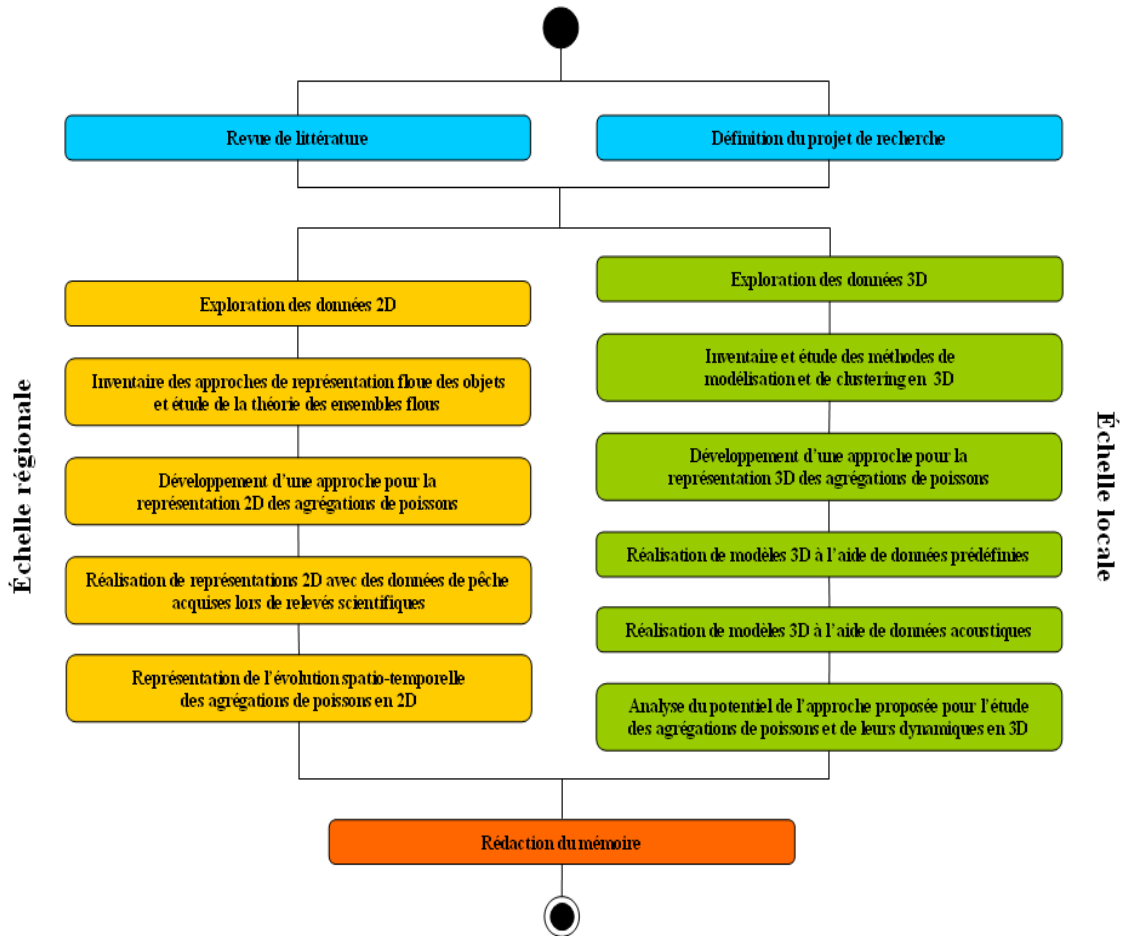 Revue de littérature
Définition du projet de recherche
Échelle régionale
Exploration des données 2D
Inventaire des approches de représentation floue des objets
et étude de la théorie des ensembles flous
Développement d'une approche pour la
représentation 2D des agrégations de poissons
Réalisation de représentations 2D avec des données de pêche
acquises lors de relevés scientifiques
Représentation de l'évolution spatio-temporelle
des agrégations de poissons en 2D
Exploration des données 3D
Inventaire et étude des méthodes de
modélisation et de clustering en 3D
Développement d'une approche pour la
représentation 3D des agrégations de poissons
Réalisation de modèles 3D à l'aide de données prédéfinies
Réalisation de modèles 3D à l'aide de données acoustiques
Analyse du potentiel de l'approche proposée pour l'étude
des agrégations de poissons et de leurs dynamiques en 3D
Échelle locale
Rédaction du mémoire